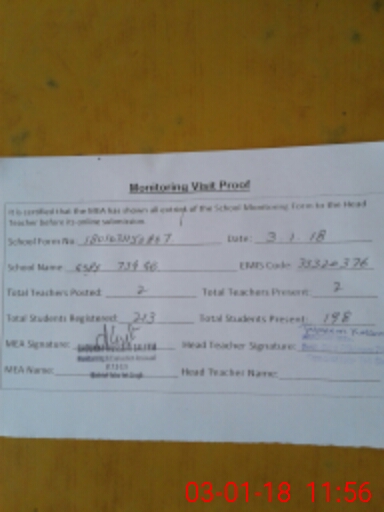 Monitoring Visit Proof
It is certified that the MEA has shown all extent of the School Monitoring Form to the Head
Teacher before its online submission.
School Form No. Date: 3.1.18
School Name: EMIS Code: 33320376
Total Teachers Posted: 2 Total Teachers Present: 2
Total Students Registered: 213 Total Students Present: 198
MEA Signature: Head Teacher Signature:
MEA Name: Head Teacher Name:
03-01-18 11:56